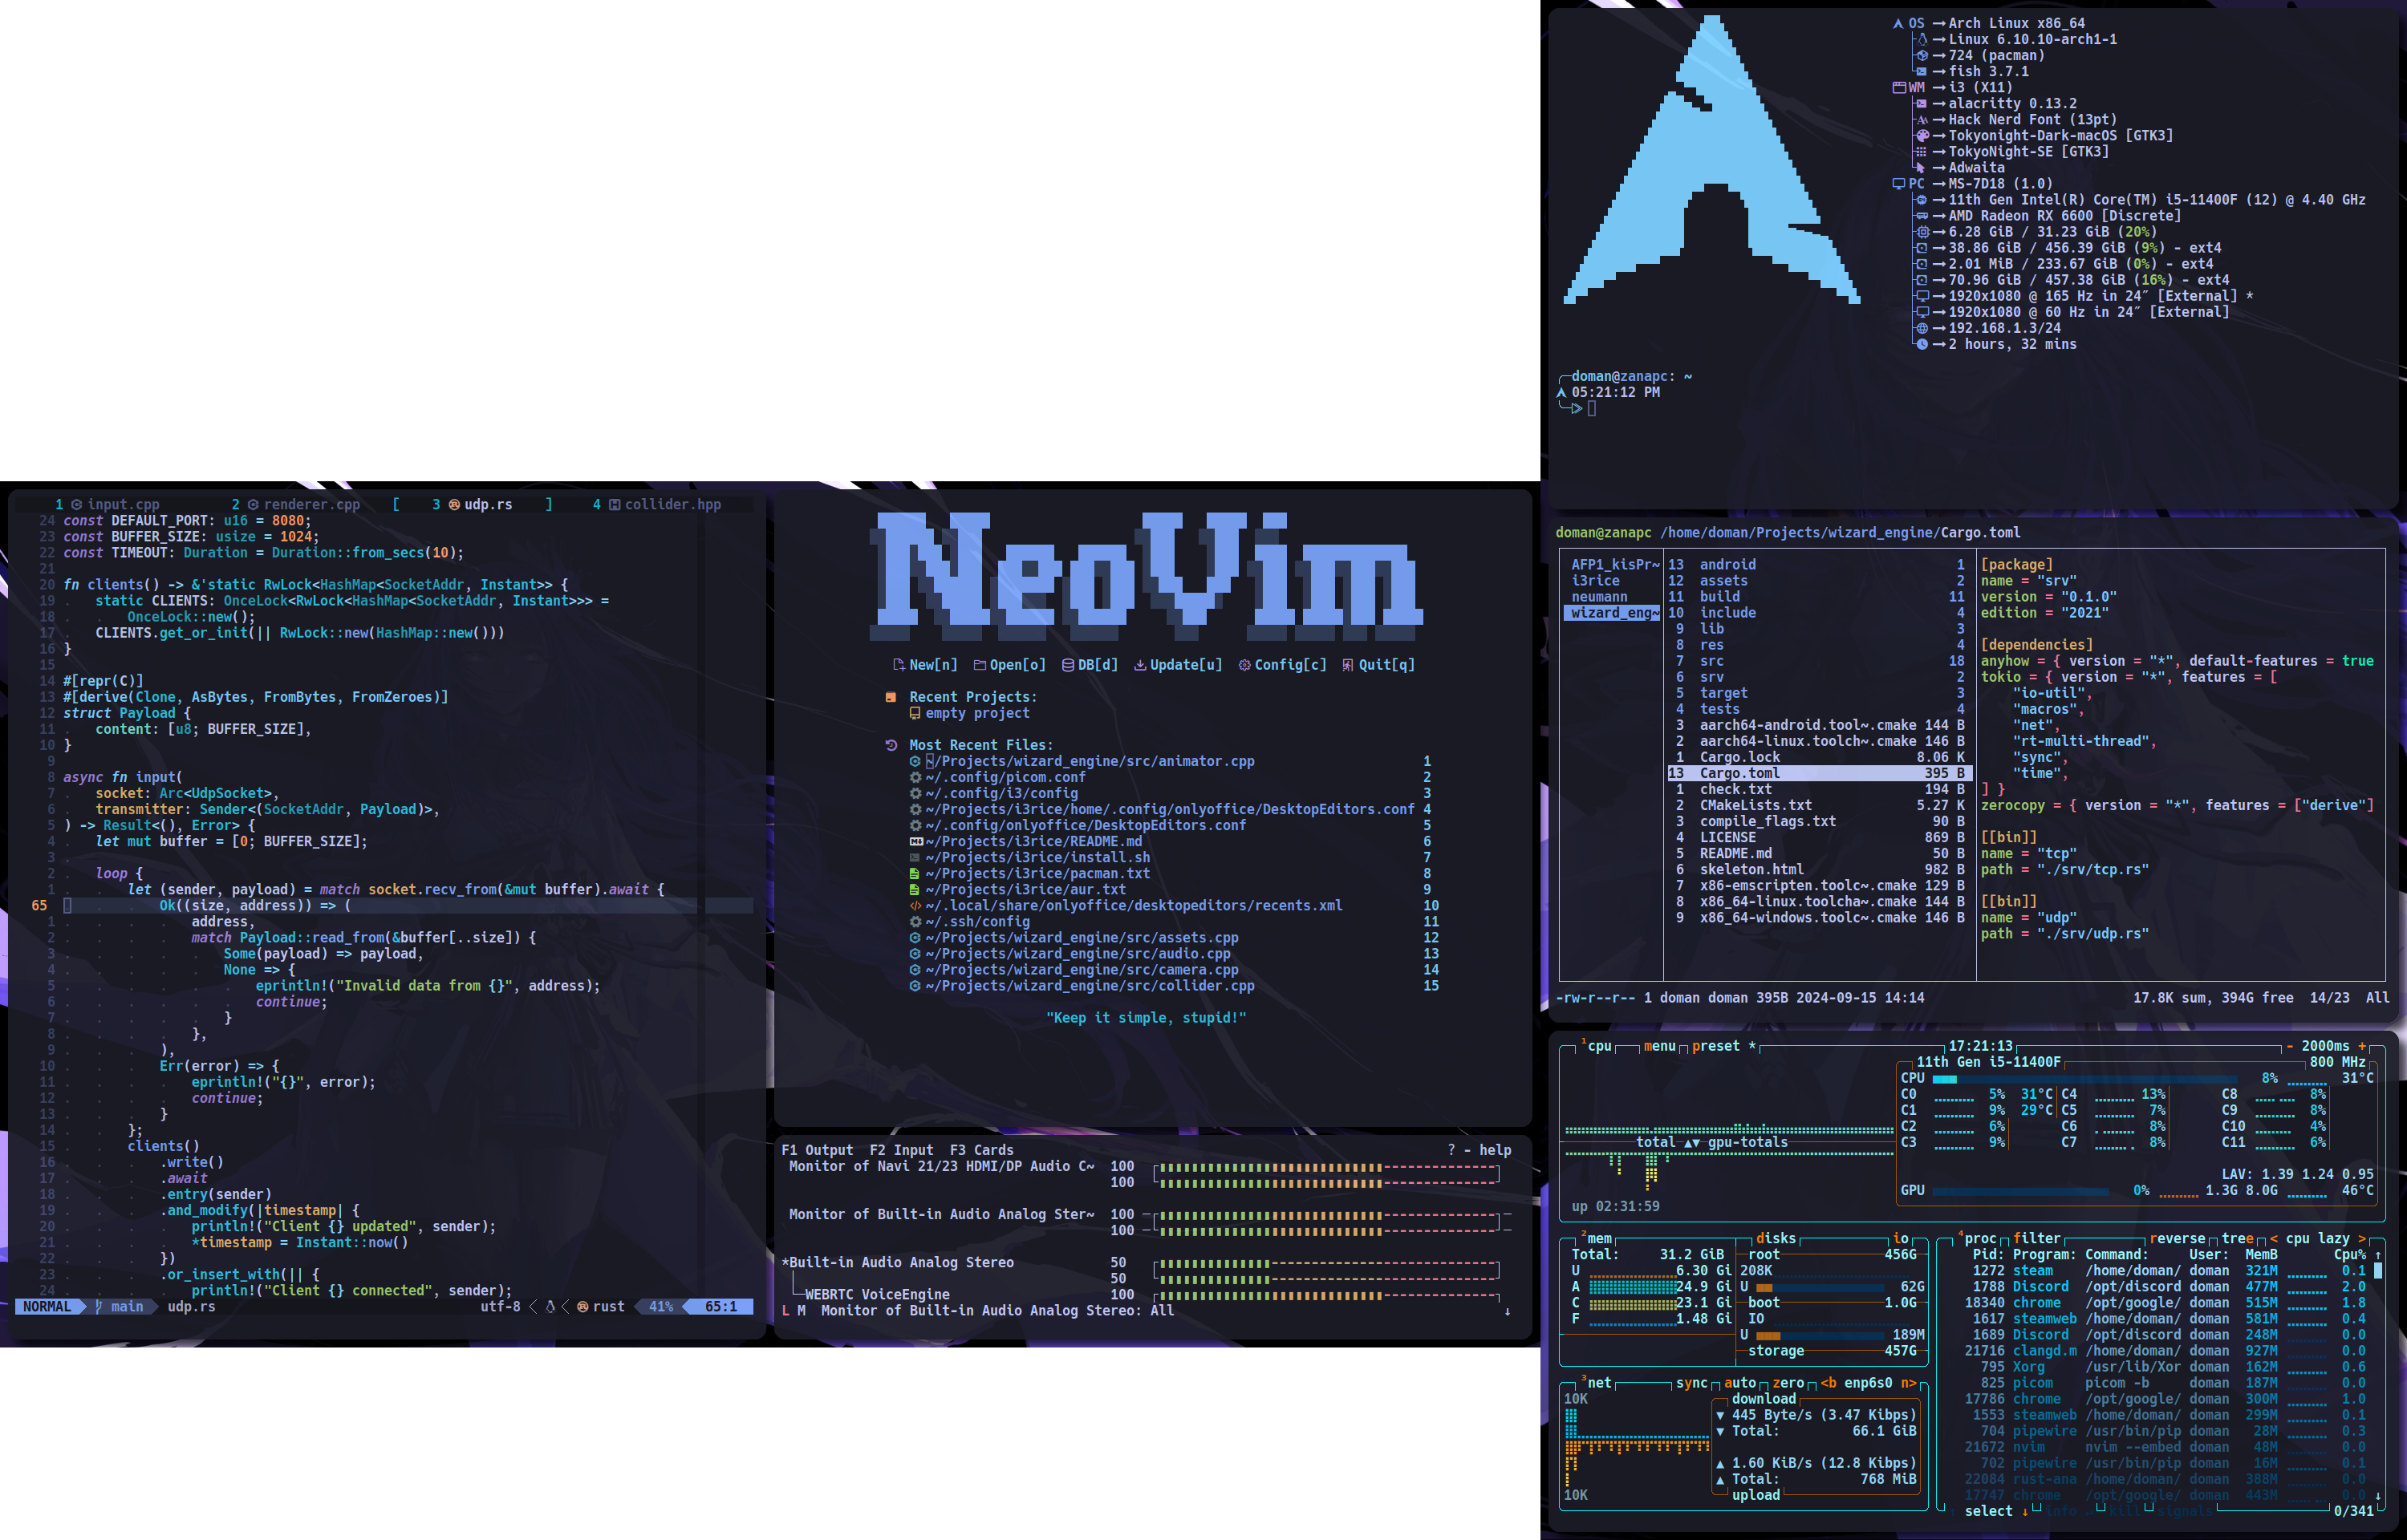 1 input.cpp 2 renderer.cpp [ 3 udp.rs ] 4 collider.hpp
24 const DEFAULT_PORT: u16 = 8080;
23 const BUFFER_SIZE: usize = 1024;
22 const TIMEOUT: Duration = Duration::from_secs(10);
21
20 fn clients() -> &'static RwLock<HashMap<SocketAddr, Instant>> {
19 static CLIENTS: OnceLock<RwLock<HashMap<SocketAddr, Instant>>> =
18 OnceLock::new();
17 CLIENTS.get_or_init(|| RwLock::new(HashMap::new()))
16 }
15
14 #[repr(C)]
13 #[derive(Clone, AsBytes, FromBytes, FromZeroes)]
12 struct Payload {
11 content: [u8; BUFFER_SIZE],
10 }
9
8 async fn input(
7 socket: Arc<UdpSocket>,
6 transmitter: Sender<(SocketAddr, Payload)>,
5 ) -> Result<(), Error> {
4 let mut buffer = [0; BUFFER_SIZE];
3
2 loop {
1 let (sender, payload) = match socket.recv_from(&mut buffer).await {
65 Ok((size, address)) => (
1 address,
2 match Payload::read_from(&buffer[..size]) {
3 Some(payload) => payload,
4 None => {
5 eprintln!("Invalid data from {}", address);
6 continue;
7 }
8 },
9 ),
10 Err(error) => {
11 eprintln!("{}", error);
12 continue;
13 }
14 };
15 clients()
16 .write()
17 .await
18 .entry(sender)
19 .and_modify(|timestamp| {
20 println!("Client {} updated", sender);
21 *timestamp = Instant::now()
22 })
23 .or_insert_with(|| {
24 println!("Client {} connected", sender);
NORMAL main udp.rs utf-8 < < rust 41% 65:1
NeoVim
New[n] Open[o] DB[d] Update[u] Config[c] Quit[q]
Recent Projects:
empty project
Most Recent Files:
~/Projects/wizard_engine/src/animator.cpp 1
~/.config/picom.conf 2
~/.config/i3/config 3
~/Projects/i3rice/home/.config/onlyoffice/DesktopEditors.conf 4
~/.config/onlyoffice/DesktopEditors.conf 5
~/Projects/i3rice/README.md 6
~/Projects/i3rice/install.sh 7
~/Projects/i3rice/pacman.txt 8
~/Projects/i3rice/aur.txt 9
~/.local/share/onlyoffice/desktopeditors/recents.xml 10
~/.ssh/config 11
~/Projects/wizard_engine/src/assets.cpp 12
~/Projects/wizard_engine/src/audio.cpp 13
~/Projects/wizard_engine/src/camera.cpp 14
~/Projects/wizard_engine/src/collider.cpp 15
"Keep it simple, stupid!"
F1 Output F2 Input F3 Cards ? - help
Monitor of Navi 21/23 HDMI/DP Audio C~ 100
100
Monitor of Built-in Audio Analog Ster~ 100
100
*Built-in Audio Analog Stereo 50
50
WEBRTC VoiceEngine 100
L M Monitor of Built-in Audio Analog Stereo: All ↓
OS → Arch Linux x86_64
→ Linux 6.10.10-arch1-1
→ 724 (pacman)
→ fish 3.7.1
WM → i3 (X11)
→ alacritty 0.13.2
→ Hack Nerd Font (13pt)
→ Tokyonight-Dark-macOS [GTK3]
→ TokyoNight-SE [GTK3]
→ Adwaita
PC → MS-7D18 (1.0)
→ 11th Gen Intel(R) Core(TM) i5-11400F (12) @ 4.40 GHz
→ AMD Radeon RX 6600 [Discrete]
→ 6.28 GiB / 31.23 GiB (20%)
→ 38.86 GiB / 456.39 GiB (9%) - ext4
→ 2.01 MiB / 233.67 GiB (0%) - ext4
→ 70.96 GiB / 457.38 GiB (16%) - ext4
→ 1920x1080 @ 165 Hz in 24″ [External] *
→ 1920x1080 @ 60 Hz in 24″ [External]
→ 192.168.1.3/24
→ 2 hours, 32 mins
doman@zanapc: ~
05:21:12 PM
doman@zanapc /home/doman/Projects/wizard_engine/Cargo.toml
AFP1_kisPr~
i3rice
neumann
wizard_eng~
13 android 1
12 assets 2
11 build 11
10 include 4
9 lib 3
8 res 4
7 src 18
6 srv 2
5 target 3
4 tests 4
3 aarch64-android.tool~.cmake 144 B
2 aarch64-linux.toolch~.cmake 146 B
1 Cargo.lock 8.06 K
13 Cargo.toml 395 B
1 check.txt 194 B
2 CMakeLists.txt 5.27 K
3 compile_flags.txt 90 B
4 LICENSE 869 B
5 README.md 50 B
6 skeleton.html 982 B
7 x86-emscripten.toolc~.cmake 129 B
8 x86_64-linux.toolcha~.cmake 144 B
9 x86_64-windows.toolc~.cmake 146 B
[package]
name = "srv"
version = "0.1.0"
edition = "2021"
[dependencies]
anyhow = { version = "*", default-features = true
tokio = { version = "*", features = [
"io-util",
"macros",
"net",
"rt-multi-thread",
"sync",
"time",
] }
zerocopy = { version = "*", features = ["derive"]
[[bin]]
name = "tcp"
path = "./srv/tcp.rs"
[[bin]]
name = "udp"
path = "./srv/udp.rs"
-rw-r--r-- 1 doman doman 395B 2024-09-15 14:14 17.8K sum, 394G free 14/23 All
1cpu menu preset * 17:21:13 - 2000ms +
11th Gen i5-11400F 800 MHz
CPU 8% 31°C
C0 5% 31°C C4 13% C8 8%
C1 9% 29°C C5 7% C9 8%
C2 6% C6 8% C10 4%
C3 9% C7 8% C11 6%
total ▲▼ gpu-totals
LAV: 1.39 1.24 0.95
GPU 0% 1.3G 8.0G 46°C
up 02:31:59
2mem
Total: 31.2 GiB
U 6.30 Gi
A 24.9 Gi
C 23.1 Gi
F 1.48 Gi
disks io
root 456G
208K
U 62G
boot 1.0G
IO
U 189M
storage 457G
3net sync auto zero <b enp6s0 n>
10K
download
▼ 445 Byte/s (3.47 Kibps)
▼ Total: 66.1 GiB
▲ 1.60 KiB/s (12.8 Kibps)
▲ Total: 768 MiB
10K
upload
4proc filter reverse tree < cpu lazy >
Pid: Program: Command: User: MemB Cpu% ↑
1272 steam /home/doman/ doman 321M 0.1
1788 Discord /opt/discord doman 477M 2.0
18340 chrome /opt/google/ doman 515M 1.8
1617 steamweb /home/doman/ doman 581M 0.4
1689 Discord /opt/discord doman 248M 0.0
21716 clangd.m /home/doman/ doman 927M 0.0
795 Xorg /usr/lib/Xor doman 162M 0.6
825 picom picom -b doman 187M 0.0
17786 chrome /opt/google/ doman 300M 1.0
1553 steamweb /home/doman/ doman 299M 0.1
704 pipewire /usr/bin/pip doman 28M 0.3
21672 nvim nvim --embed doman 48M 0.0
702 pipewire /usr/bin/pip doman 16M 0.1
22084 rust-ana /home/doman/ doman 388M 0.0
17747 chrome /opt/google/ doman 443M 0.0 ↓
select ↓ info kill signals 0/341